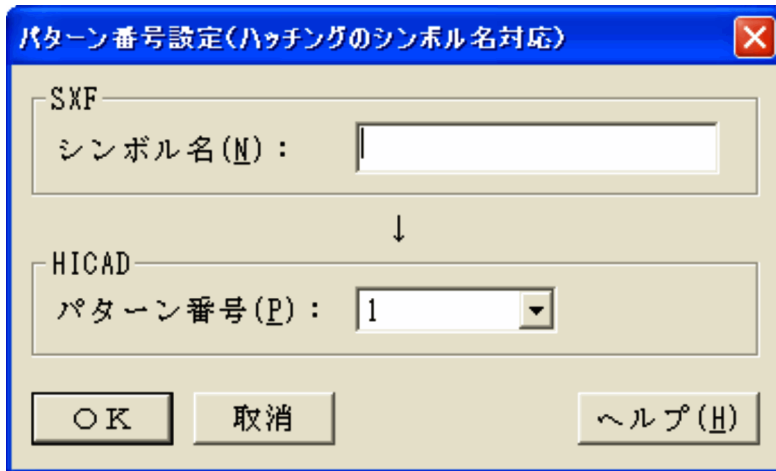 パターン番号設定(ハッチングのシンボル名対応)
SXF
シンボル名(N):
↓
HICAD
パターン番号(P): 1
OK 取消 ヘルプ(H)